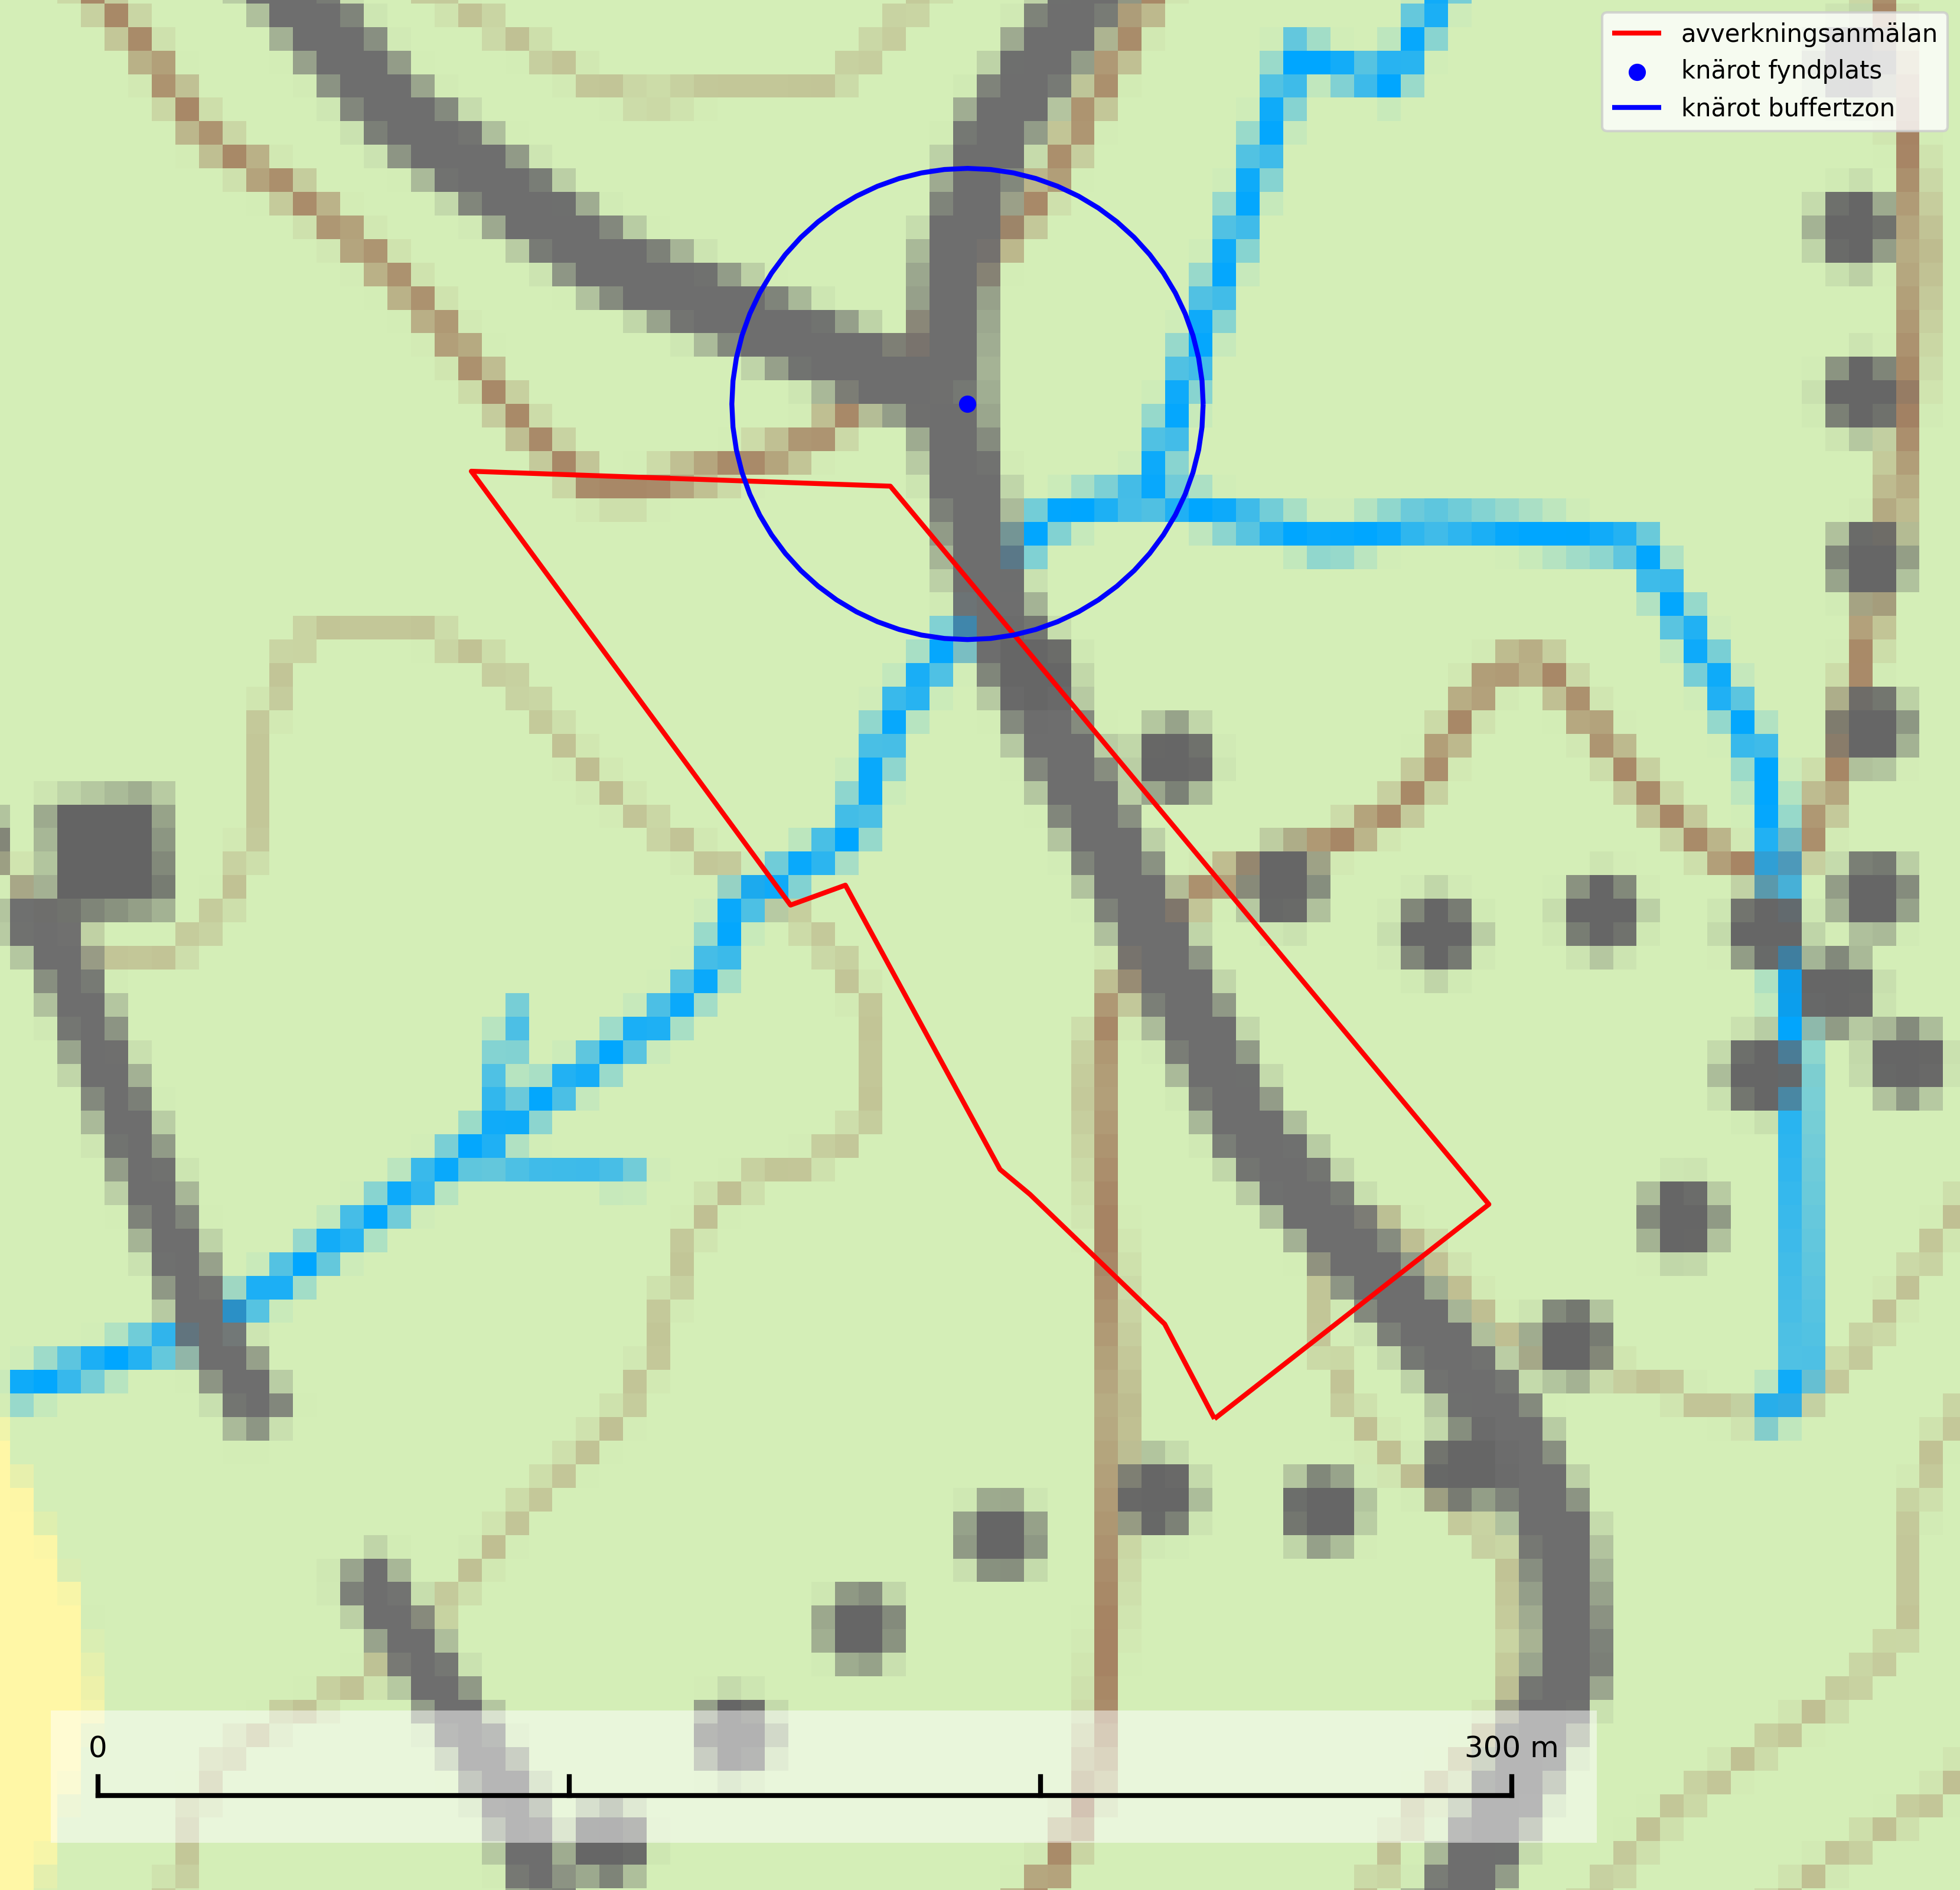 avverkningsanmälan
knärot fyndplats
knärot buffertzon
0
300 m